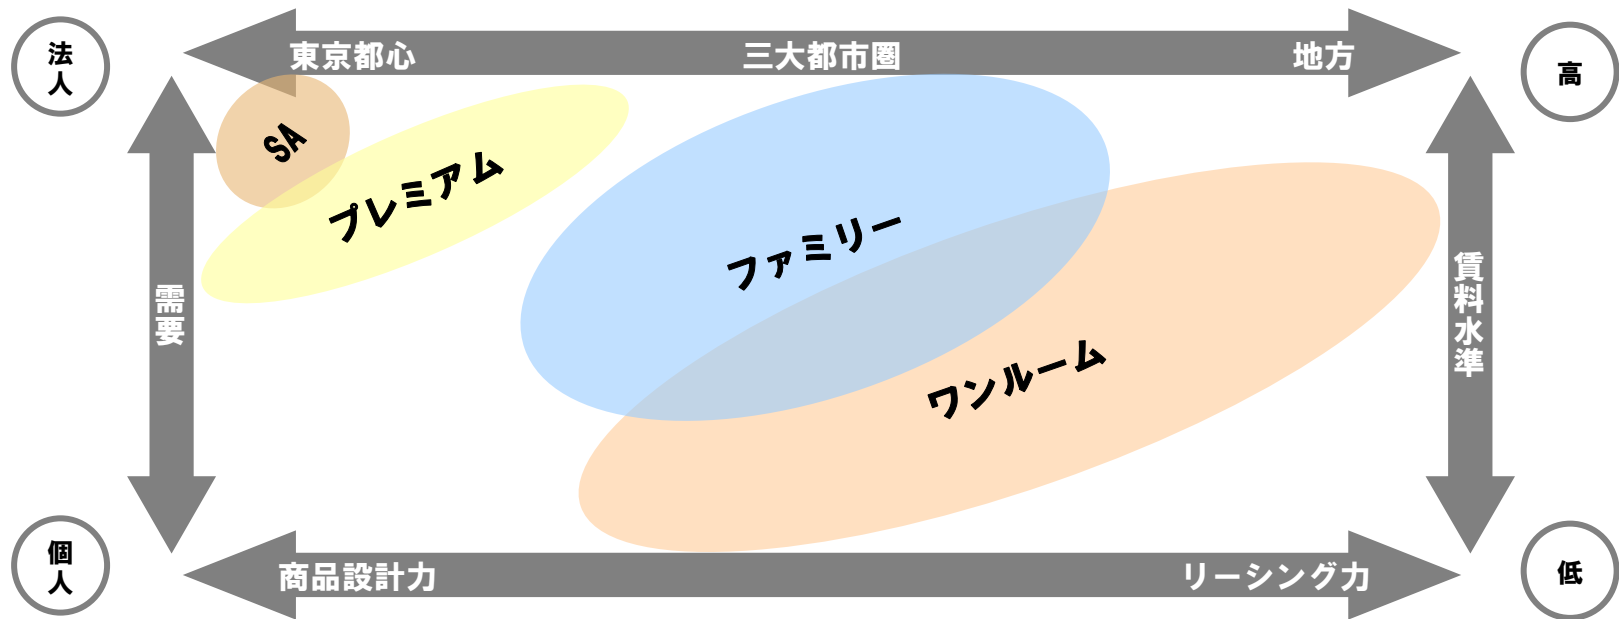 法人
東京都心
三大都市圏
地方
高
SA
プレミアム
ファミリー
ワンルーム
需要
賃料水準
個人
商品設計力
リーシング力
低